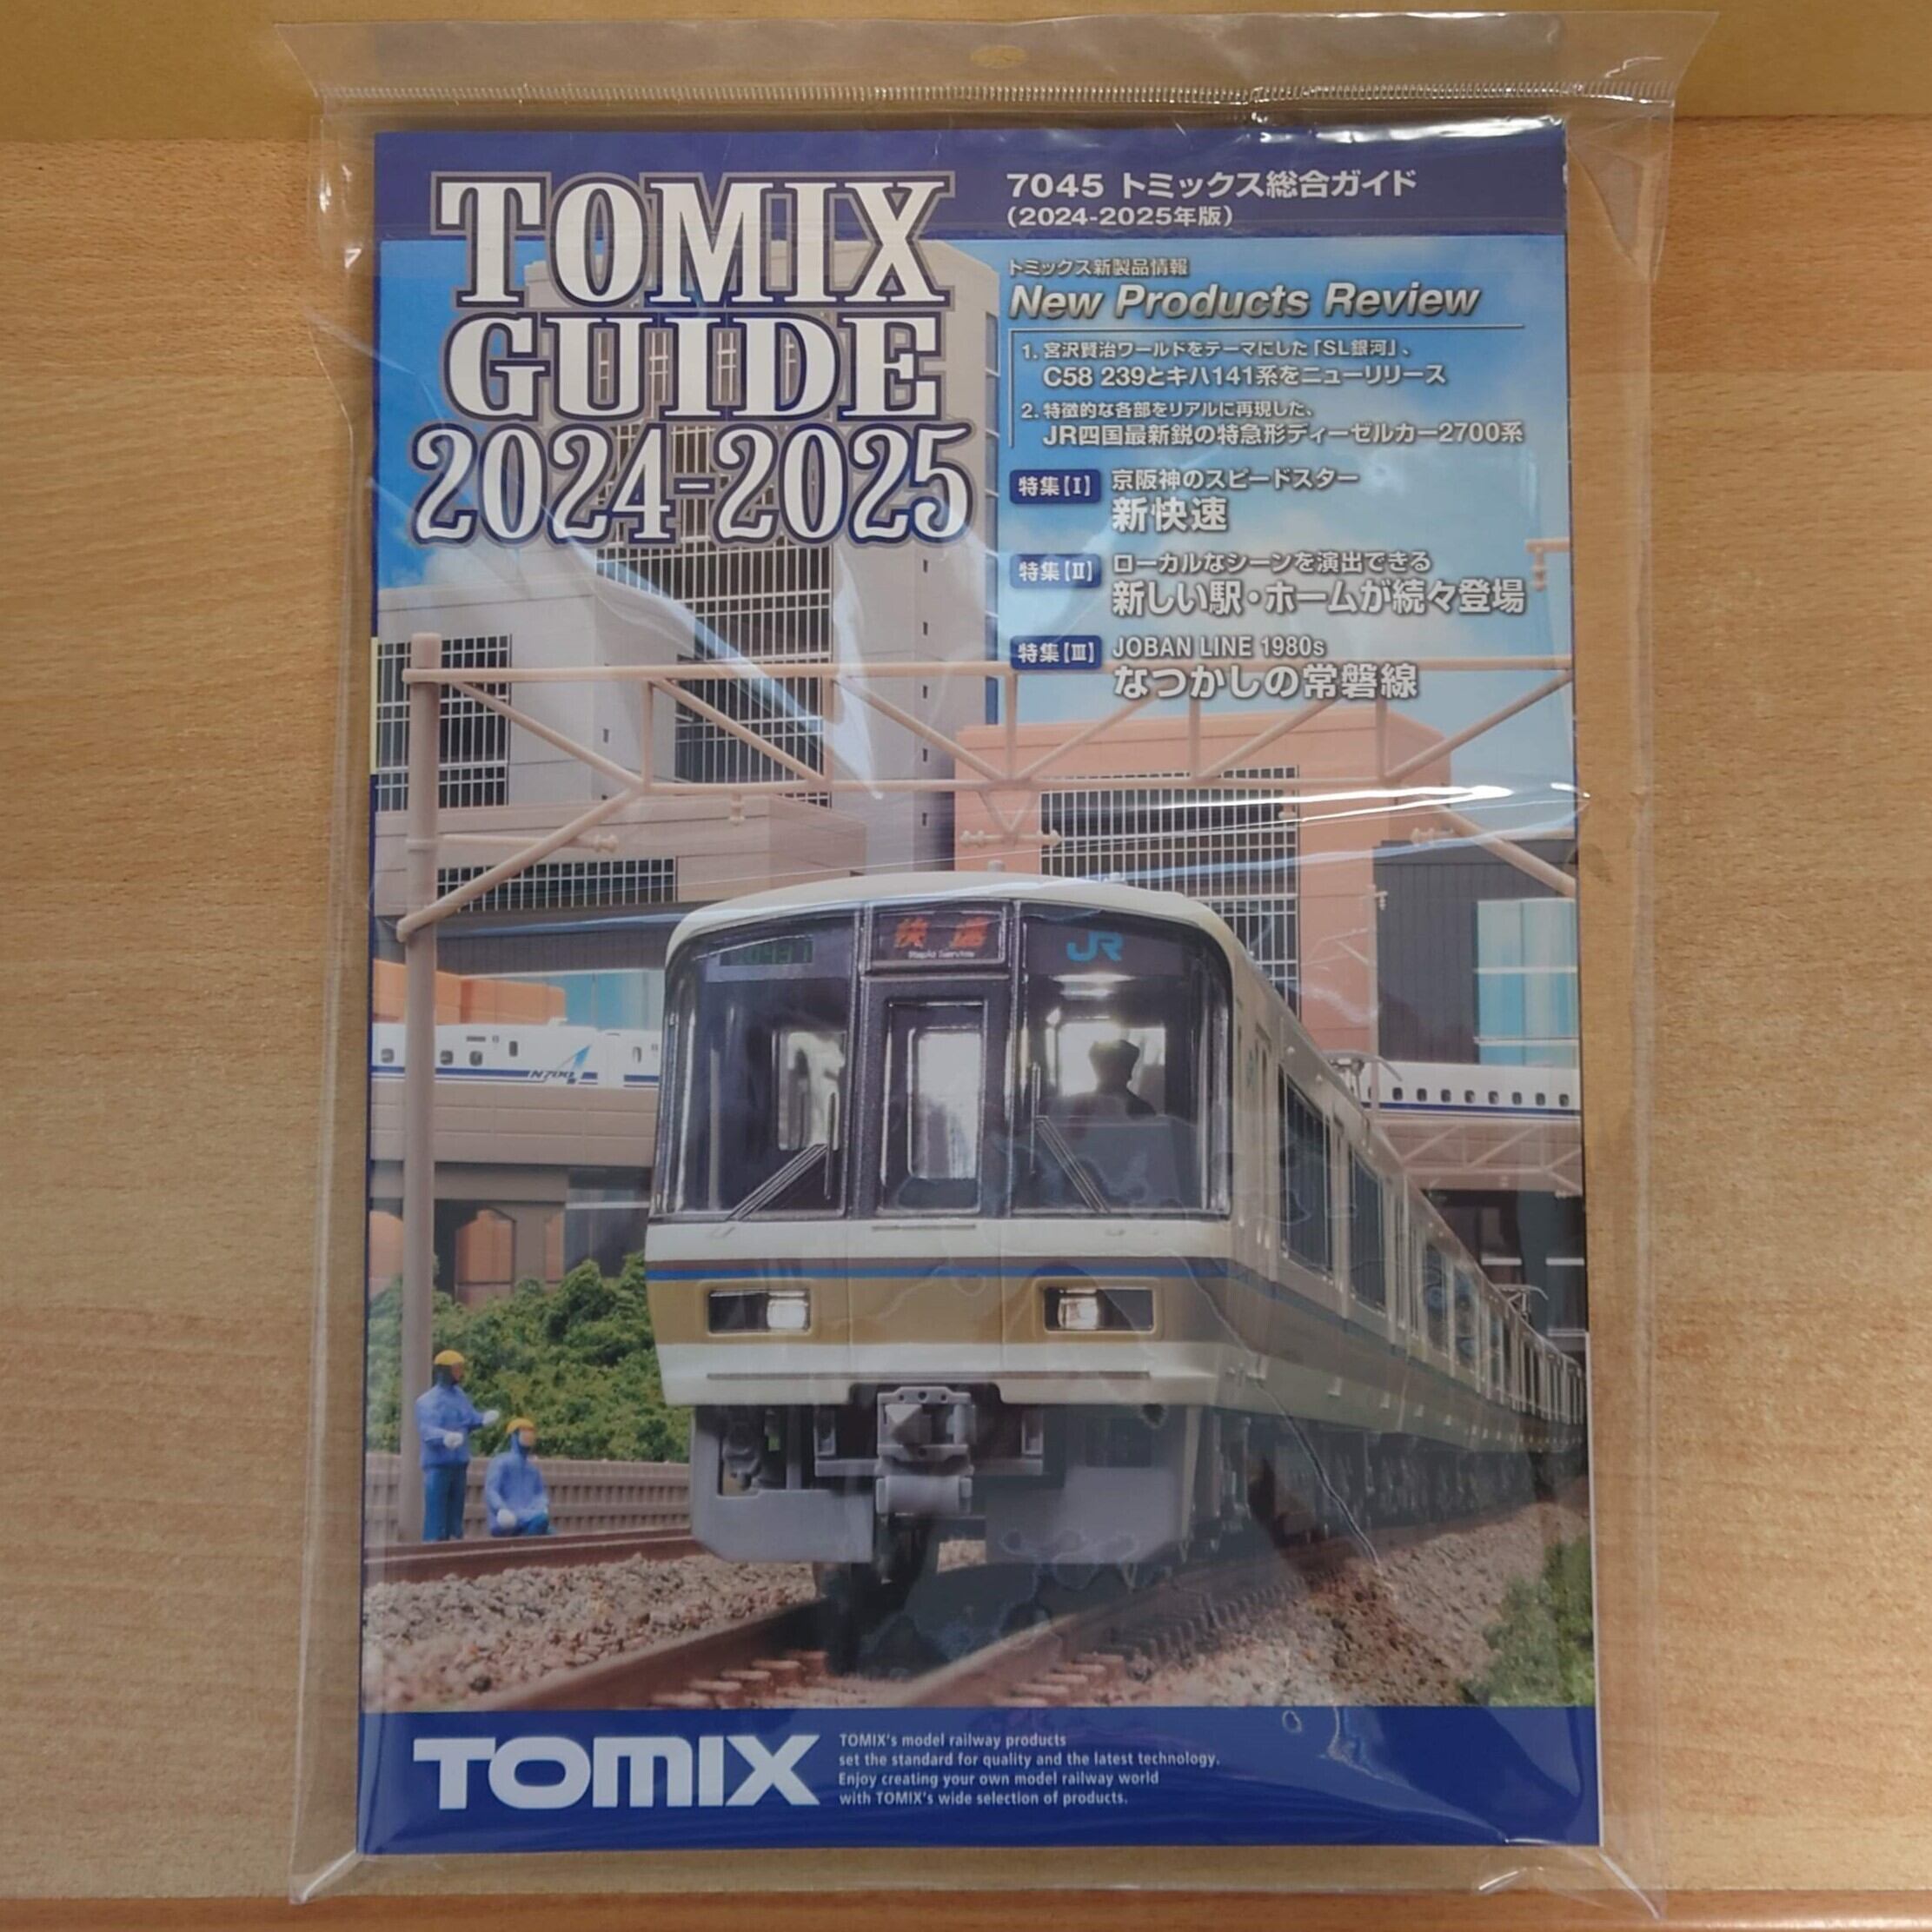 TOMIX
GUIDE
2024-2025
7045 トミックス総合ガイド
(2024-2025年版)
トミックス新製品情報
New Products Review
1. 宮沢賢治ワールドをテーマにした「SL銀河」、
C58 239とキハ141系をニューリリース
2. 特徴的な各部をリアルに再現した、
JR四国最新鋭の特急形ディーゼルカー2700系
特集【Ⅰ】 京阪神のスピードスター
新快速
特集【Ⅱ】 ローカルなシーンを演出できる
新しい駅・ホームが続々登場
特集【Ⅲ】 JOBAN LINE 1980s
なつかしの常磐線
快速
Rapid Service
JR
N700
TOMIX
TOMIX's model railway products
set the standard for quality and the latest technology.
Enjoy creating your own model railway world
with TOMIX's wide selection of products.